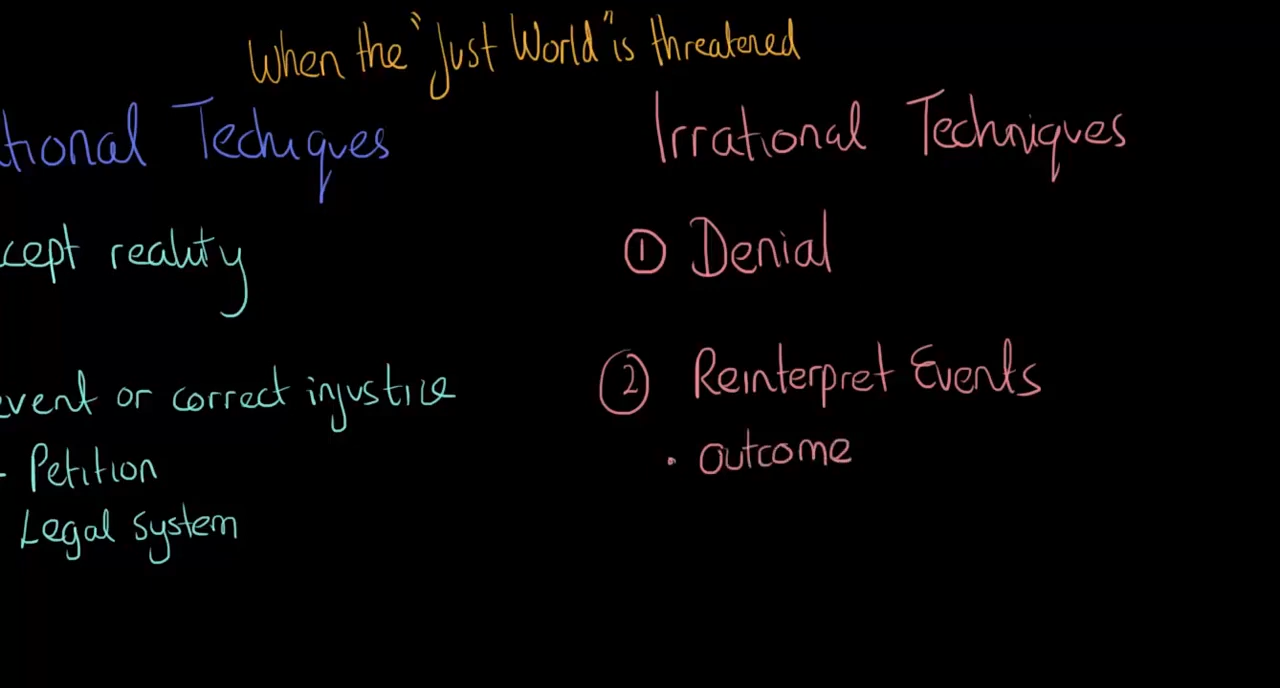 When the "Just World" is threatened
tional Techiques
Irrational Techniques
cept reality
① Denial
event or correct injustice
② Reinterpret Events
- Petition
• outcome
Legal system